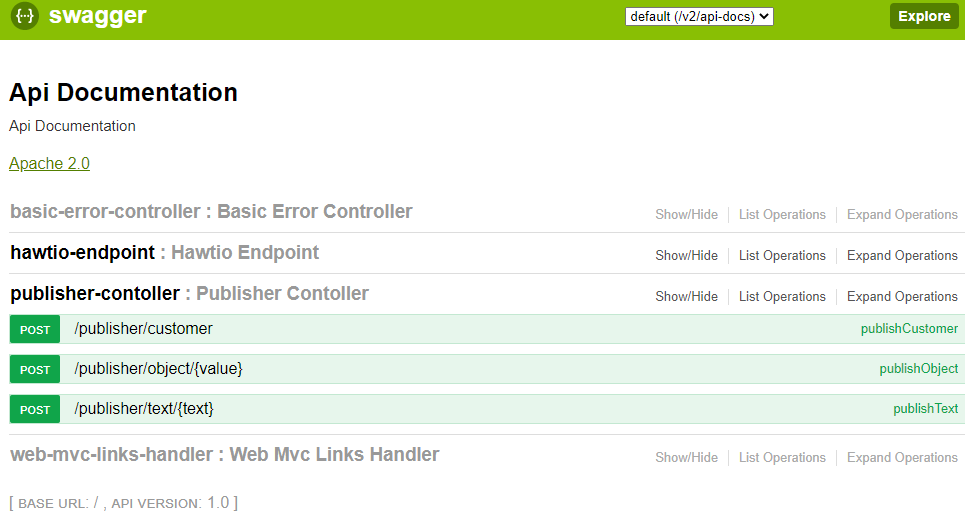 {···} swagger default (/v2/api-docs) Explore
Api Documentation
Api Documentation
Apache 2.0
basic-error-controller : Basic Error Controller Show/Hide List Operations Expand Operations
hawtio-endpoint : Hawtio Endpoint Show/Hide List Operations Expand Operations
publisher-contoller : Publisher Contoller Show/Hide List Operations Expand Operations
POST /publisher/customer publishCustomer
POST /publisher/object/{value} publishObject
POST /publisher/text/{text} publishText
web-mvc-links-handler : Web Mvc Links Handler Show/Hide List Operations Expand Operations
[ BASE URL: / , API VERSION: 1.0 ]